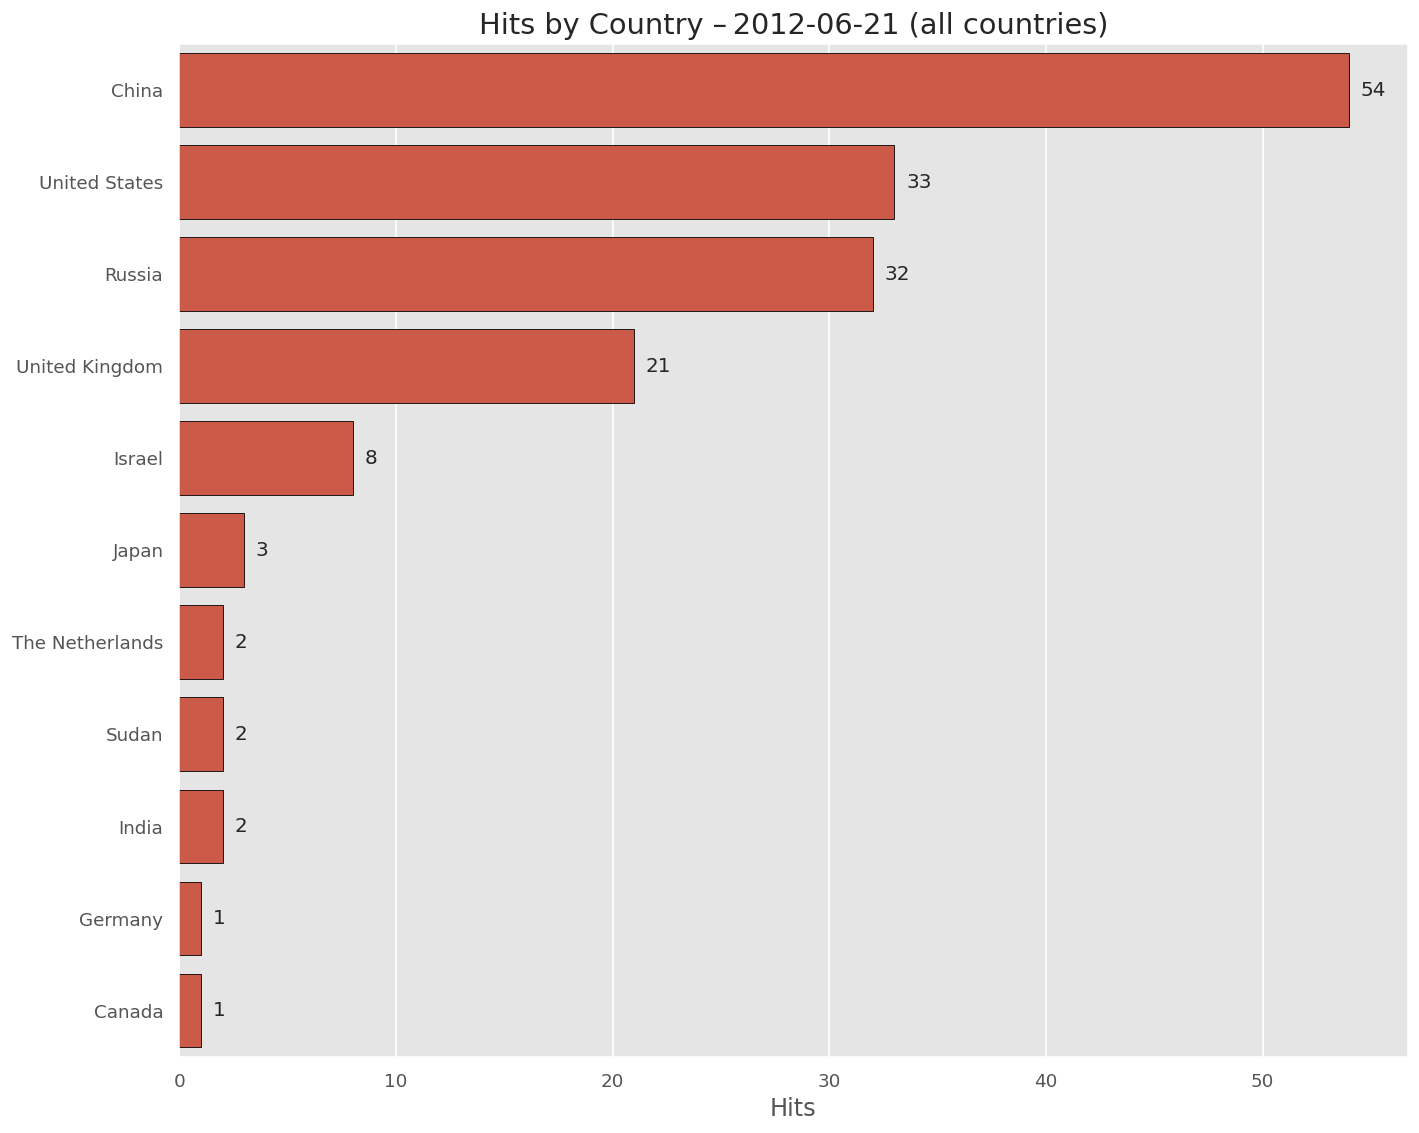 Hits by Country – 2012-06-21 (all countries)
China 54
United States 33
Russia 32
United Kingdom 21
Israel 8
Japan 3
The Netherlands 2
Sudan 2
India 2
Germany 1
Canada 1
0 10 20 30 40 50
Hits